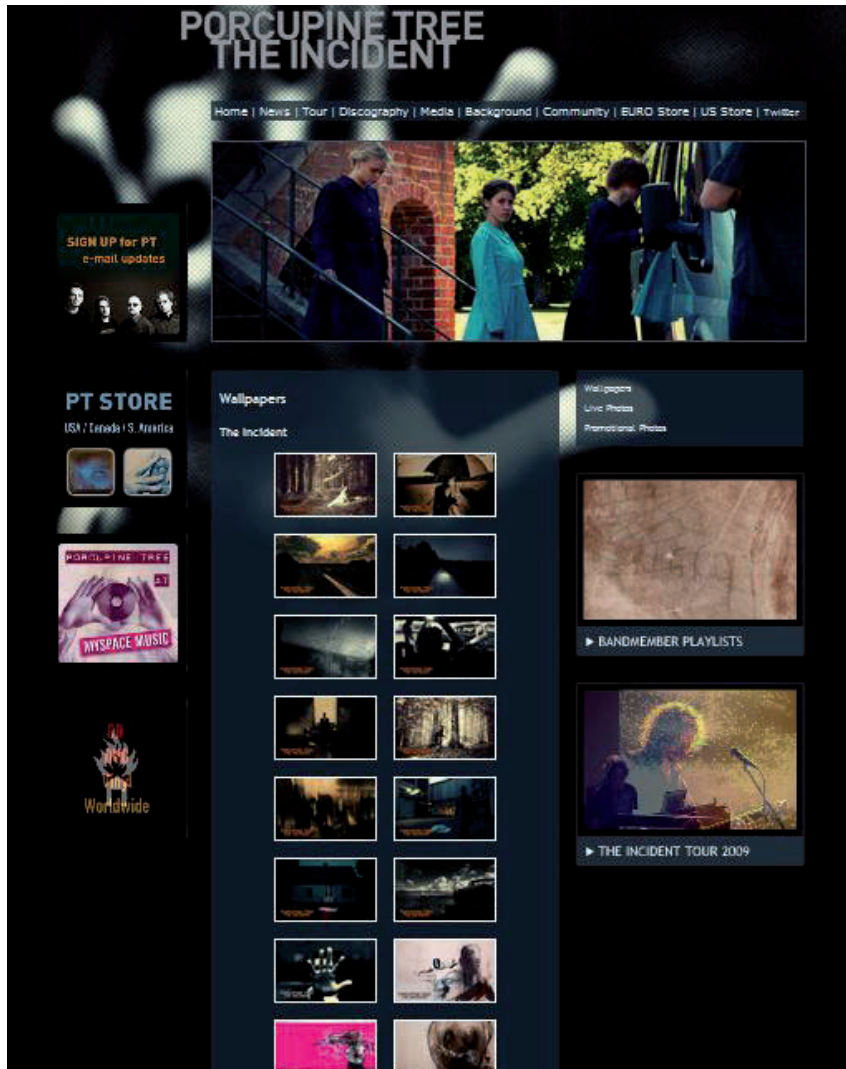 PORCUPINE TREE
THE INCIDENT
Home | News | Tour | Discography | Media | Background | Community | EURO Store | US Store | Twitter
SIGN UP for PT
e-mail updates
PT STORE
USA / Canada / S. America
PORCUPINE TREE
AT
MYSPACE MUSIC
Worldwide
Wallpapers
The Incident
Wallpapers
Live Photos
Promotional Photos
▶ BANDMEMBER PLAYLISTS
▶ THE INCIDENT TOUR 2009